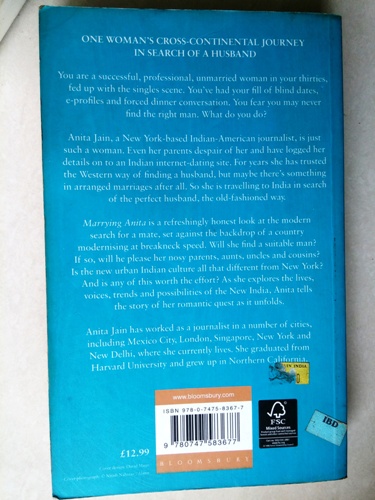 ONE WOMAN'S CROSS-CONTINENTAL JOURNEY
IN SEARCH OF A HUSBAND
You are a successful, professional, unmarried woman in your thirties,
fed up with the singles scene. You've had your fill of blind dates,
e-profiles and forced dinner conversation. You fear you may never
find the right man. What do you do?
Anita Jain, a New York-based Indian-American journalist, is just
such a woman. Even her parents despair of her and have logged her
details on to an Indian internet-dating site. For years she has trusted
the Western way of finding a husband, but maybe there's something
in arranged marriages after all. So she is travelling to India in search
of the perfect husband, the old-fashioned way.
Marrying Anita is a refreshingly honest look at the modern
search for a mate, set against the backdrop of a country
modernising at breakneck speed. Will she find a suitable man?
If so, will he please her nosy parents, aunts, uncles and cousins?
Is the new urban Indian culture all that different from New York?
And is any of this worth the effort? As she explores the lives,
voices, trends and possibilities of the New India, Anita tells
the story of her romantic quest as it unfolds.
Anita Jain has worked as a journalist in a number of cities,
including Mexico City, London, Singapore, New York and
New Delhi, where she currently lives. She graduated from
Harvard University and grew up in Northern California.
INDIA
www.bloomsbury.com
ISBN 978-0-7475-8367-7
9 780747 583677
£12.99
BLOOMSBURY
FSC
Mixed Sources
IBD